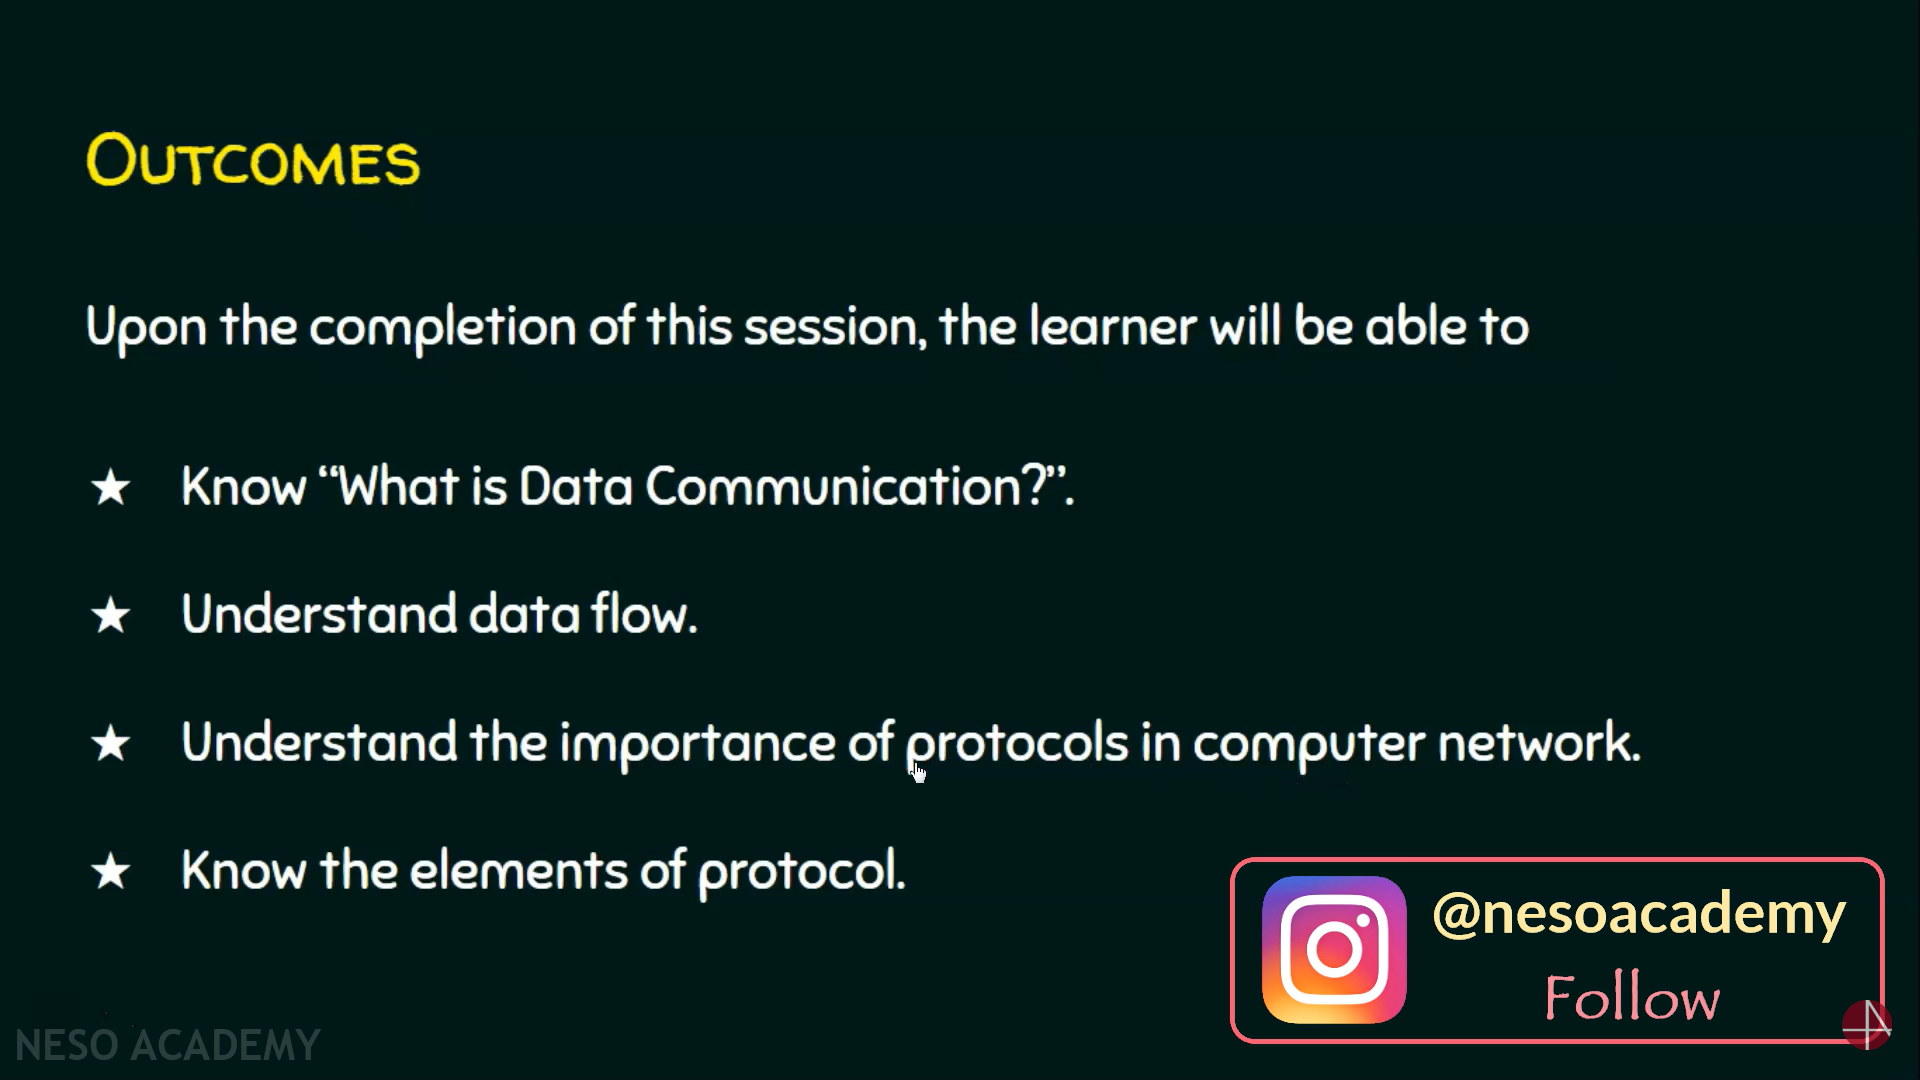 OUTCOMES
Upon the completion of this session, the learner will be able to
★ Know “What is Data Communication?”.
★ Understand data flow.
★ Understand the importance of protocols in computer network.
★ Know the elements of protocol.
@nesoacademy
Follow
NESO ACADEMY